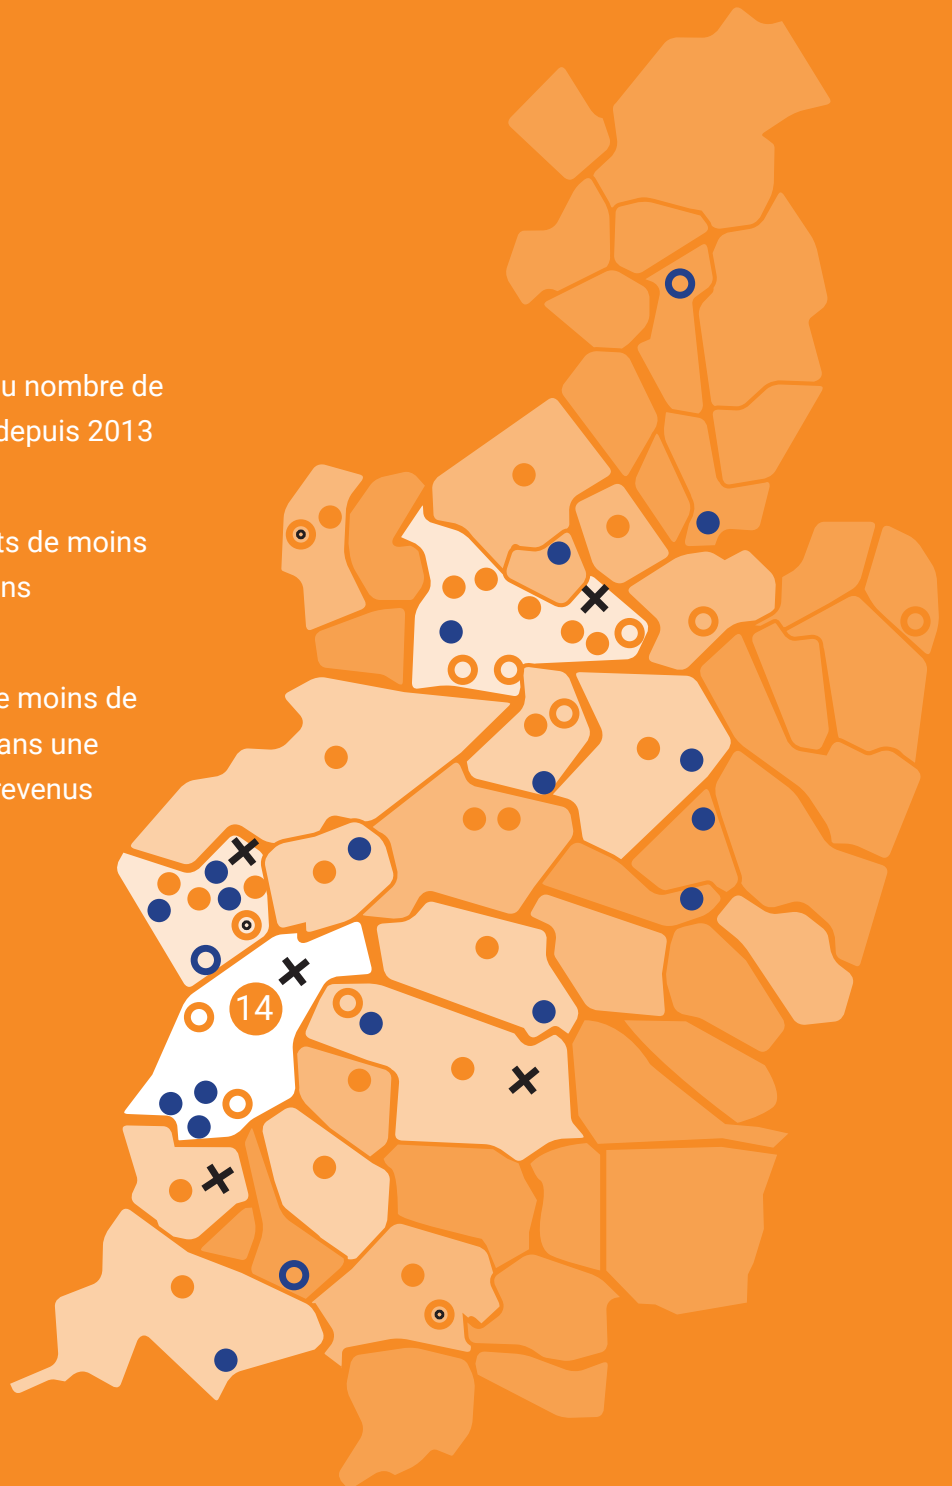 u nombre de
depuis 2013
ts de moins
ns
e moins de
ans une
revenus
14